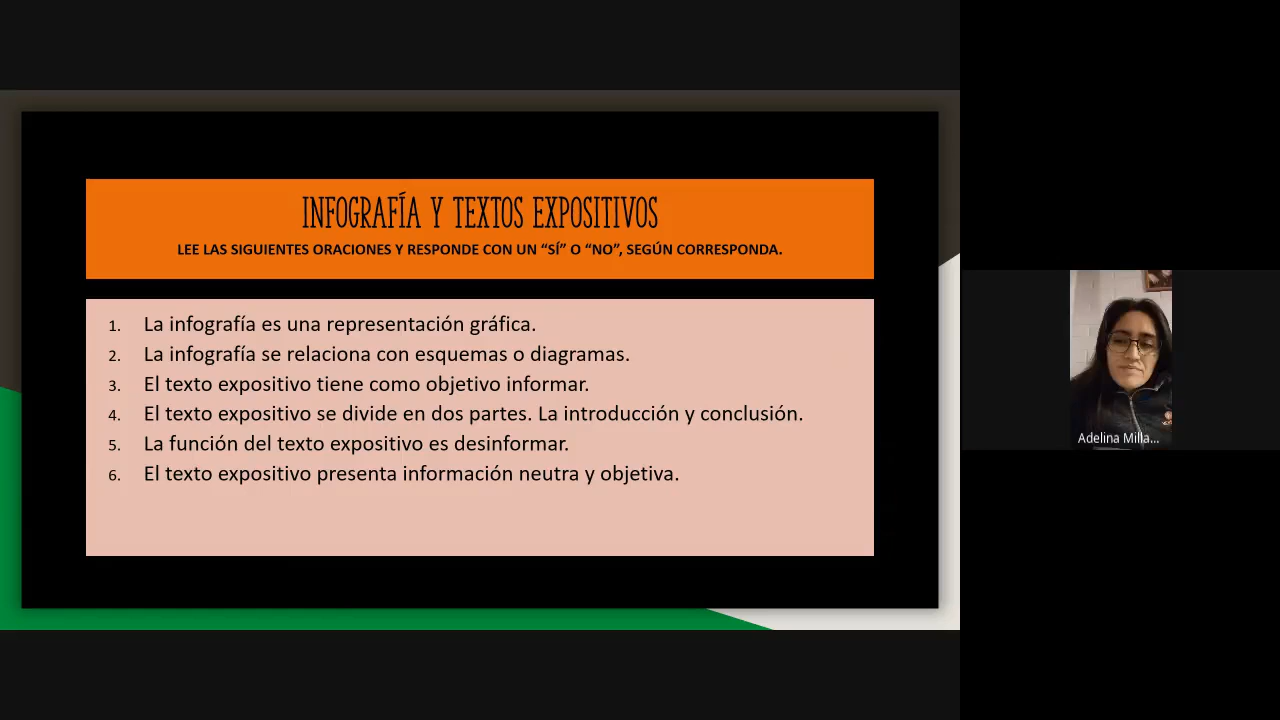 INFOGRAFÍA Y TEXTOS EXPOSITIVOS
LEE LAS SIGUIENTES ORACIONES Y RESPONDE CON UN “SÍ” O “NO”, SEGÚN CORRESPONDA.
1. La infografía es una representación gráfica.
2. La infografía se relaciona con esquemas o diagramas.
3. El texto expositivo tiene como objetivo informar.
4. El texto expositivo se divide en dos partes. La introducción y conclusión.
5. La función del texto expositivo es desinformar.
6. El texto expositivo presenta información neutra y objetiva.
Adelina Milla...